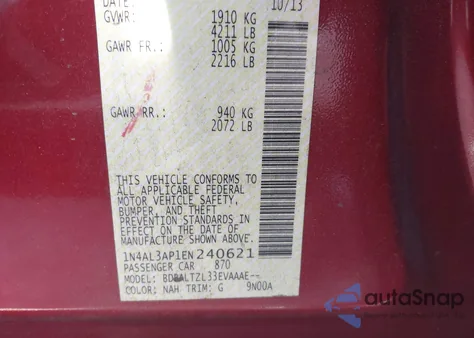 DATE: 10/13
GVWR: 1910 KG
4211 LB
GAWR FR.: 1005 KG
2216 LB
GAWR RR.: 940 KG
2072 LB
THIS VEHICLE CONFORMS TO
ALL APPLICABLE FEDERAL
MOTOR VEHICLE SAFETY,
BUMPER, AND THEFT
PREVENTION STANDARDS IN
EFFECT ON THE DATE OF
MANUFACTURE SHOWN ABOVE.
1N4AL3AP1EN240621
PASSENGER CAR 870
MODEL:
COLOR: NAH TRIM: G 9N00A
autaSnap